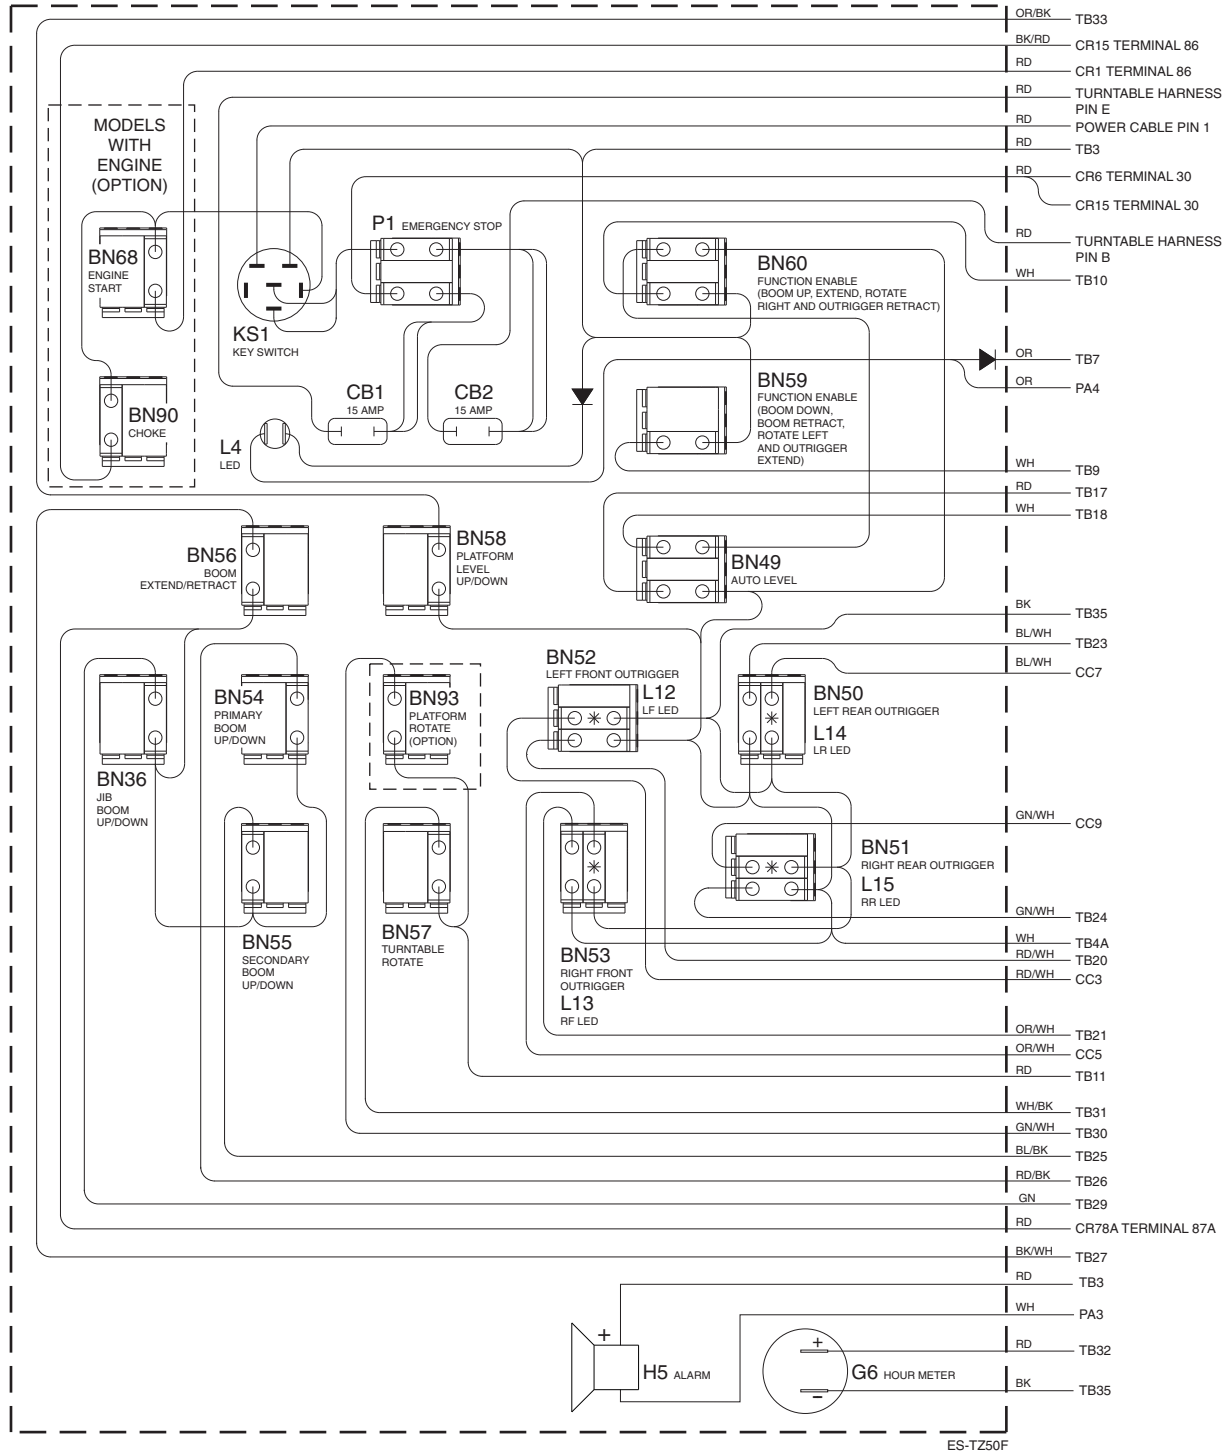 OR/BK TB33
BK/RD CR15 TERMINAL 86
RD CR1 TERMINAL 86
RD TURNTABLE HARNESS
PIN E
RD POWER CABLE PIN 1
RD TB3
RD CR6 TERMINAL 30
CR15 TERMINAL 30
RD TURNTABLE HARNESS
PIN B
WH TB10
MODELS
WITH
ENGINE
(OPTION)
BN68
ENGINE
START
BN90
CHOKE
KS1
KEY SWITCH
P1 EMERGENCY STOP
CB1
15 AMP
CB2
15 AMP
L4
LED
BN60
FUNCTION ENABLE
(BOOM UP, EXTEND, ROTATE
RIGHT AND OUTRIGGER RETRACT)
OR TB7
OR PA4
BN59
FUNCTION ENABLE
(BOOM DOWN,
BOOM RETRACT,
ROTATE LEFT
AND OUTRIGGER
EXTEND)
WH TB9
RD TB17
WH TB18
BN56
BOOM
EXTEND/RETRACT
BN58
PLATFORM
LEVEL
UP/DOWN
BN49
AUTO LEVEL
BK TB35
BL/WH TB23
BL/WH CC7
BN36
JIB
BOOM
UP/DOWN
BN54
PRIMARY
BOOM
UP/DOWN
BN93
PLATFORM
ROTATE
(OPTION)
BN52
LEFT FRONT OUTRIGGER
L12
LF LED
BN50
LEFT REAR OUTRIGGER
L14
LR LED
GN/WH CC9
BN51
RIGHT REAR OUTRIGGER
L15
RR LED
GN/WH TB24
WH TB4A
RD/WH TB20
RD/WH CC3
BN55
SECONDARY
BOOM
UP/DOWN
BN57
TURNTABLE
ROTATE
BN53
RIGHT FRONT
OUTRIGGER
L13
RF LED
OR/WH TB21
OR/WH CC5
RD TB11
WH/BK TB31
GN/WH TB30
BL/BK TB25
RD/BK TB26
GN TB29
RD CR78A TERMINAL 87A
BK/WH TB27
RD TB3
WH PA3
RD TB32
BK TB35
+
H5 ALARM
+
−
G6 HOUR METER
ES-TZ50F